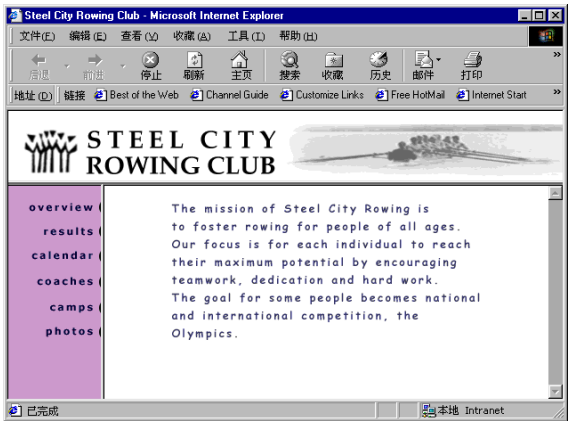 Steel City Rowing Club - Microsoft Internet Explorer
文件(F) 编辑(E) 查看(V) 收藏(A) 工具(T) 帮助(H)
后退 前进 停止 刷新 主页 搜索 收藏 历史 邮件 打印 »
地址(D) 链接 Best of the Web Channel Guide Customize Links Free HotMail Internet Start »
STEEL CITY
ROWING CLUB
overview
results
calendar
coaches
camps
photos
The mission of Steel City Rowing is
to foster rowing for people of all ages.
Our focus is for each individual to reach
their maximum potential by encouraging
teamwork, dedication and hard work.
The goal for some people becomes national
and international competition, the
Olympics.
已完成 本地 Intranet